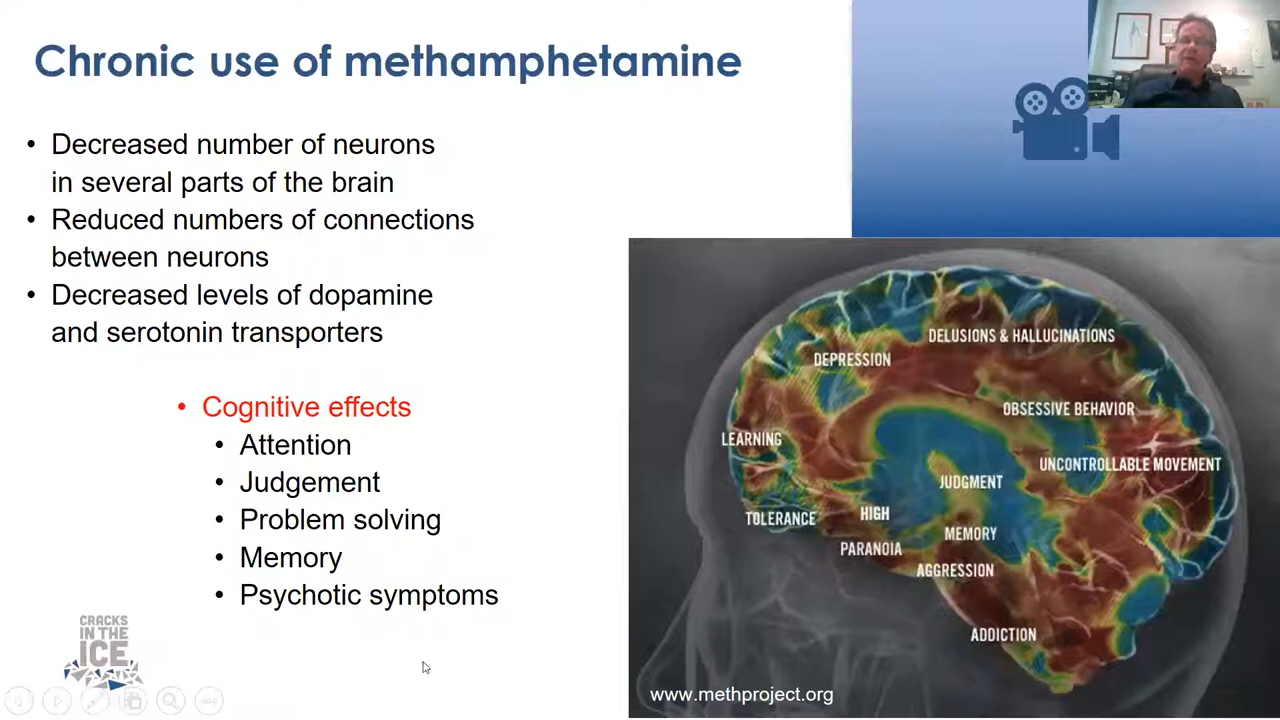 Chronic use of methamphetamine
• Decreased number of neurons
in several parts of the brain
• Reduced numbers of connections
between neurons
• Decreased levels of dopamine
and serotonin transporters
• Cognitive effects
• Attention
• Judgement
• Problem solving
• Memory
• Psychotic symptoms
CRACKS
IN THE
ICE
DELUSIONS & HALLUCINATIONS
DEPRESSION
OBSESSIVE BEHAVIOR
LEARNING
UNCONTROLLABLE MOVEMENT
JUDGMENT
TOLERANCE
HIGH
MEMORY
PARANOIA
AGGRESSION
ADDICTION
www.methproject.org